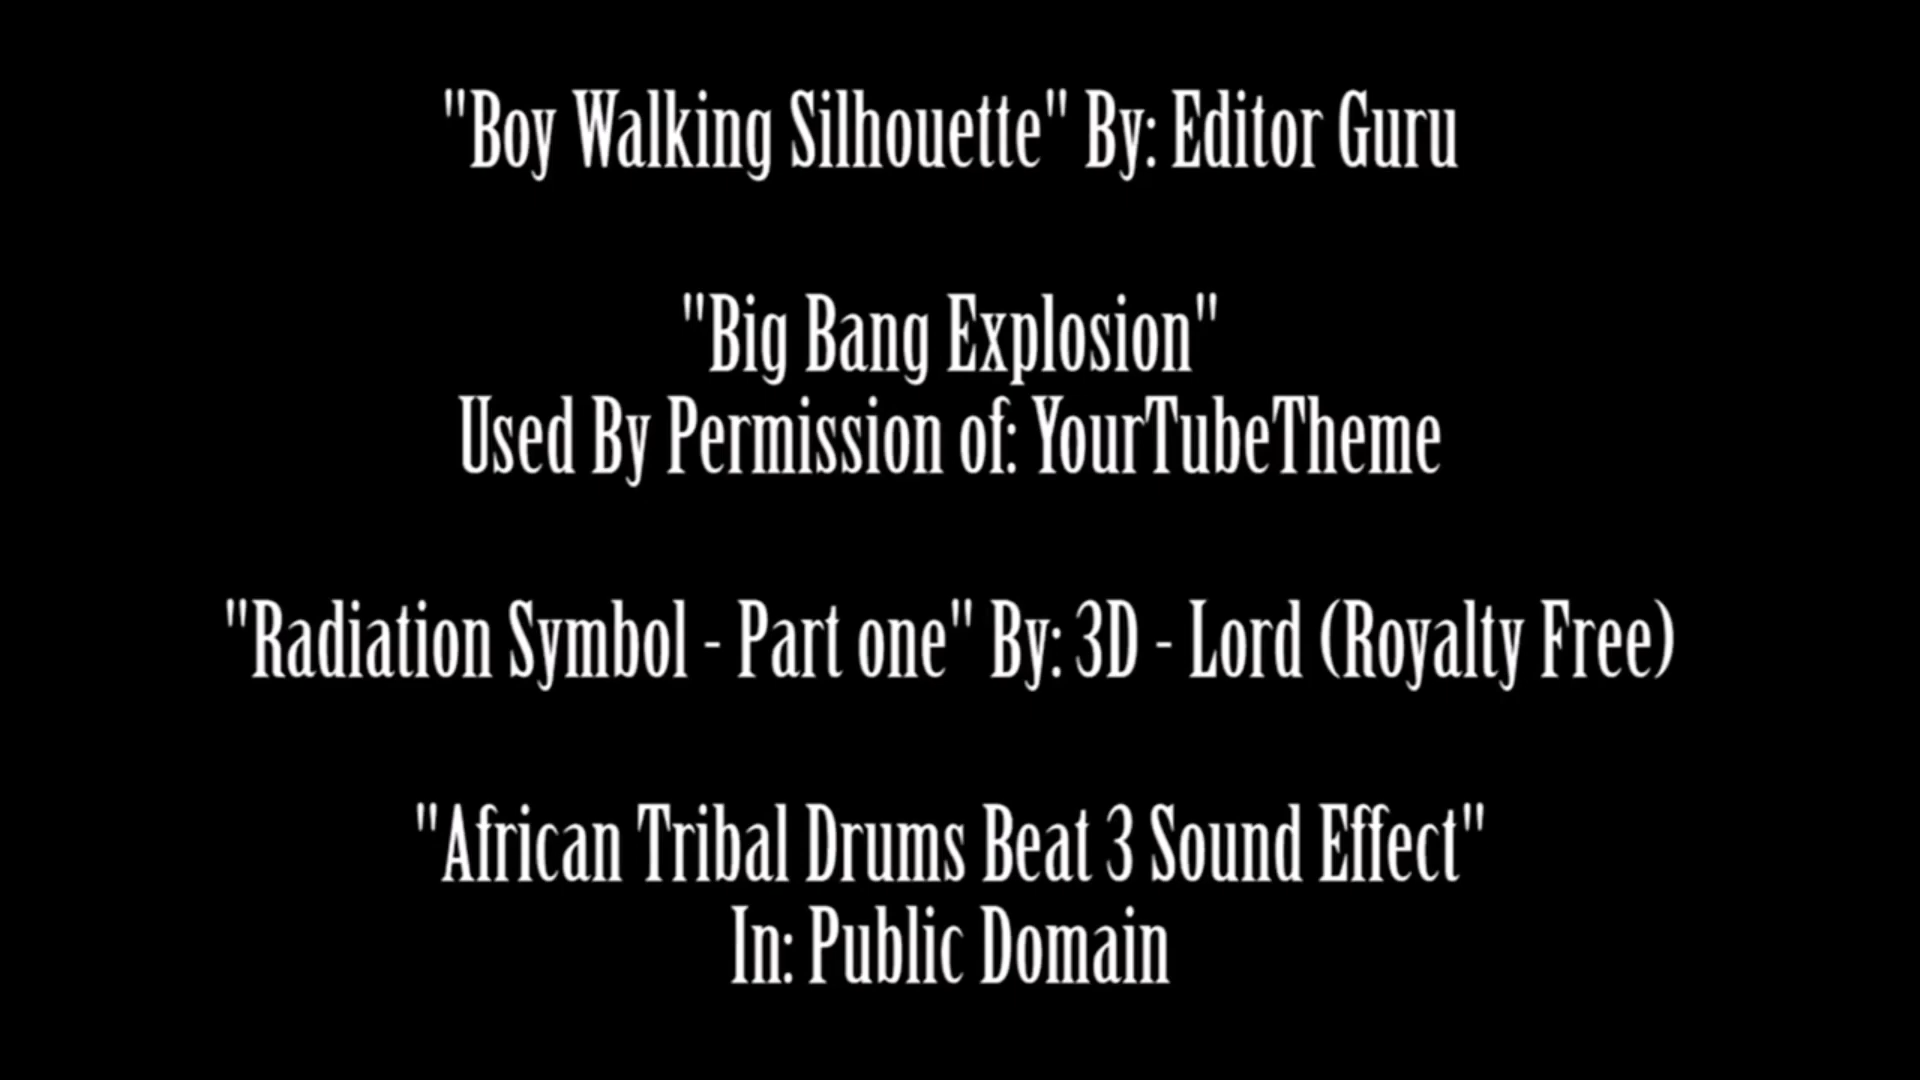 "Boy Walking Silhouette" By: Editor Guru
"Big Bang Explosion"
Used By Permission of: YourTubeTheme
"Radiation Symbol - Part one" By: 3D - Lord (Royalty Free)
"African Tribal Drums Beat 3 Sound Effect"
In: Public Domain